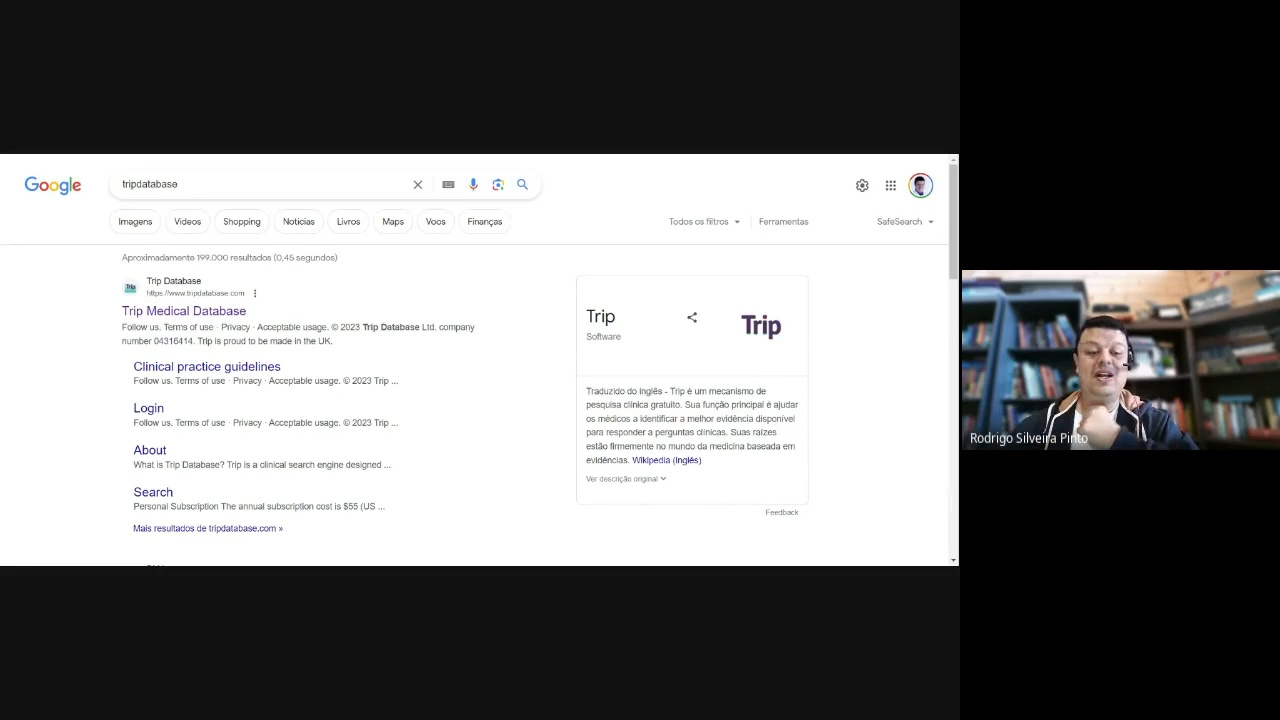 Google
tripdatabase
Imagens
Vídeos
Shopping
Notícias
Livros
Maps
Voos
Finanças
Todos os filtros
Ferramentas
SafeSearch
Aproximadamente 199.000 resultados (0,45 segundos)
Trip
Trip Database
https://www.tripdatabase.com
Trip Medical Database
Follow us. Terms of use · Privacy · Acceptable usage. © 2023 Trip Database Ltd. company
number 04316414. Trip is proud to be made in the UK.
Clinical practice guidelines
Follow us. Terms of use · Privacy · Acceptable usage. © 2023 Trip ...
Login
Follow us. Terms of use · Privacy · Acceptable usage. © 2023 Trip ...
About
What is Trip Database? Trip is a clinical search engine designed ...
Search
Personal Subscription The annual subscription cost is $55 (US ...
Mais resultados de tripdatabase.com »
Trip
Software
Trip
Traduzido do inglês - Trip é um mecanismo de
pesquisa clínica gratuito. Sua função principal é ajudar
os médicos a identificar a melhor evidência disponível
para responder a perguntas clínicas. Suas raízes
estão firmemente no mundo da medicina baseada em
evidências. Wikipedia (inglês)
Ver descrição original
Feedback
Rodrigo Silveira Pinto